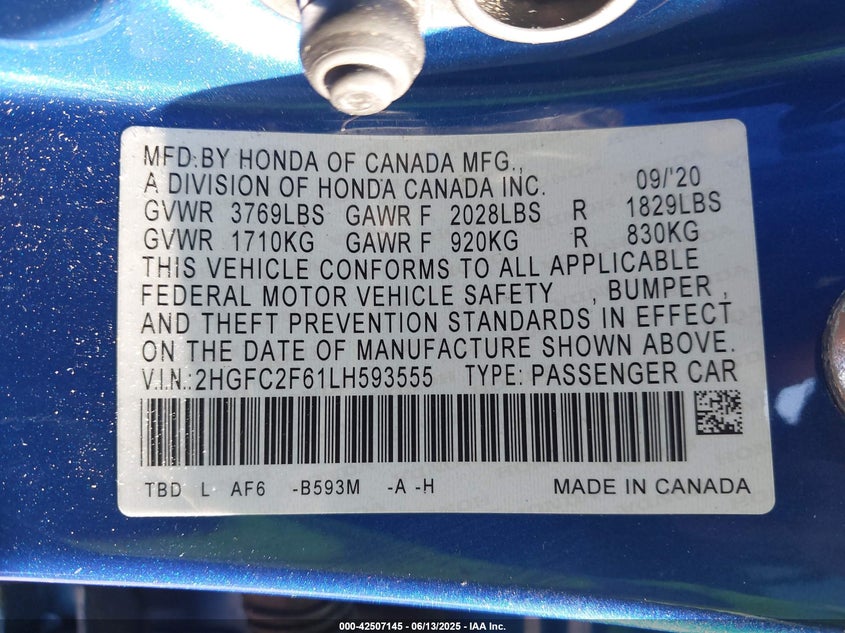 MFD.BY HONDA OF CANADA MFG.,
A DIVISION OF HONDA CANADA INC. 09/'20
GVWR 3769LBS GAWR F 2028LBS R 1829LBS
GVWR 1710KG GAWR F 920KG R 830KG
THIS VEHICLE CONFORMS TO ALL APPLICABLE
FEDERAL MOTOR VEHICLE SAFETY , BUMPER ,
AND THEFT PREVENTION STANDARDS IN EFFECT
ON THE DATE OF MANUFACTURE SHOWN ABOVE.
V.I.N.:2HGFC2F61LH593555 TYPE: PASSENGER CAR
TBD L AF6 -B593M -A -H MADE IN CANADA
000-42507145 - 06/13/2025 - IAA Inc.